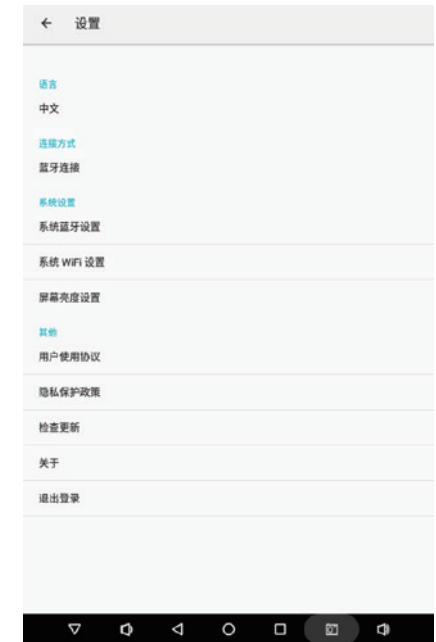 设置
语言
中文
连接方式
蓝牙连接
系统设置
系统蓝牙设置
系统 WiFi 设置
屏幕亮度设置
其他
用户使用协议
隐私保护政策
检查更新
关于
退出登录